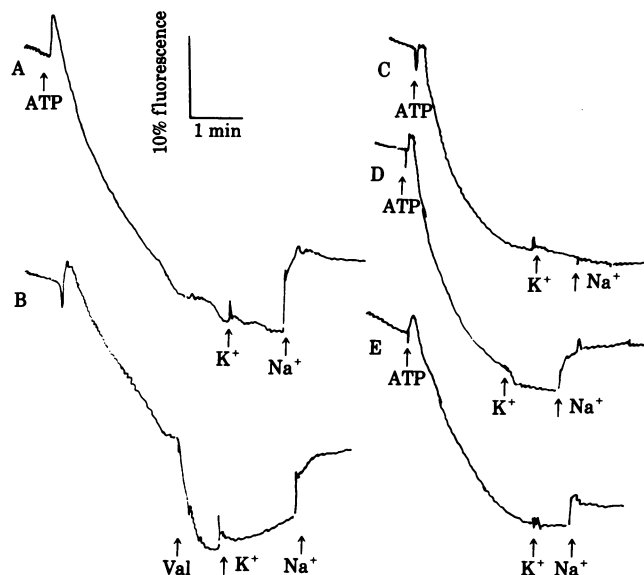 A
ATP
10% fluorescence
1 min
K⁺
Na⁺
B
Val
K⁺
Na⁺
C
ATP
K⁺
Na⁺
D
ATP
K⁺
Na⁺
E
ATP
K⁺
Na⁺